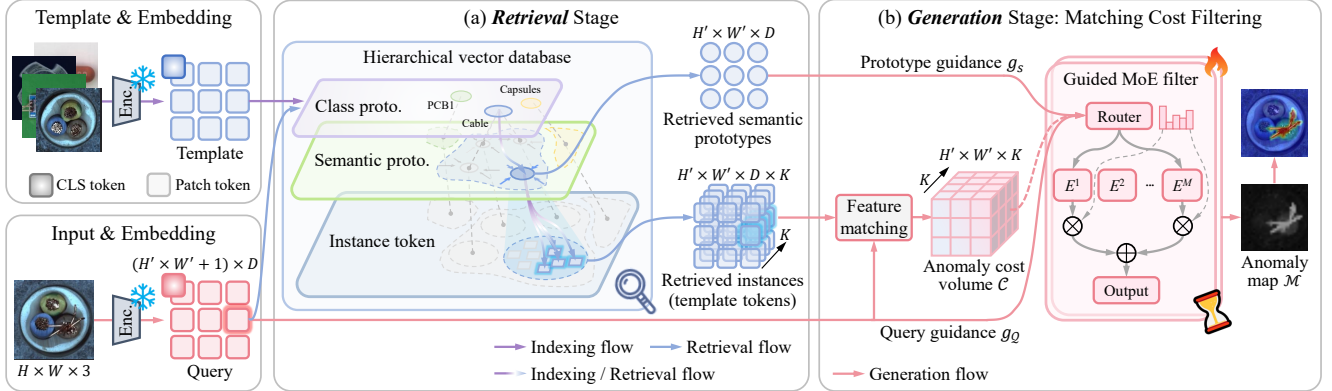 Template & Embedding
Enc.
Template
CLS token
Patch token
Input & Embedding
(H′ × W′ + 1) × D
Enc.
H × W × 3
Query
(a) Retrieval Stage
Hierarchical vector database
Class proto.
PCB1
Capsules
Cable
Semantic proto.
Instance token
H′ × W′ × D
Retrieved semantic
prototypes
H′ × W′ × D × K
K
Retrieved instances
(template tokens)
Indexing flow
Retrieval flow
Indexing / Retrieval flow
(b) Generation Stage: Matching Cost Filtering
Prototype guidance g_S
Feature
matching
H′ × W′ × K
K
Anomaly cost
volume 𝒞
Query guidance g_Q
Guided MoE filter
Router
E¹
E²
...
Eᴹ
Output
Anomaly
map ℳ
Generation flow